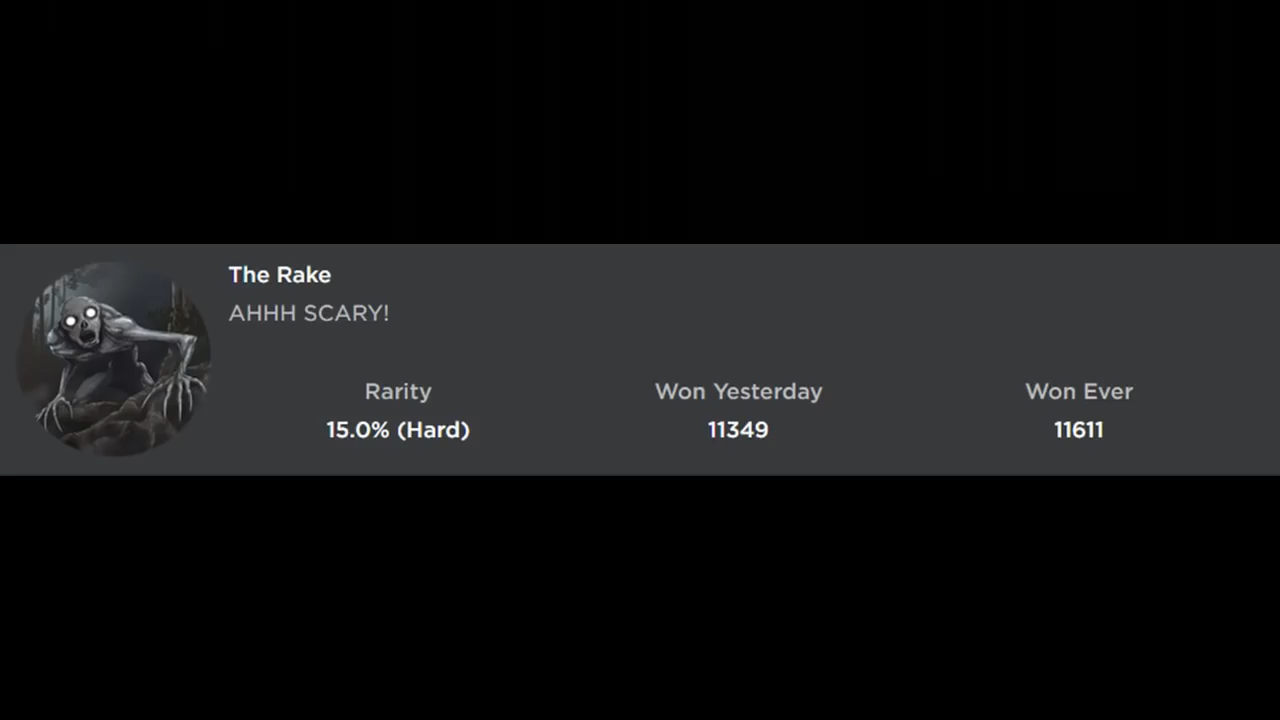 The Rake
AHHH SCARY!
Rarity Won Yesterday Won Ever
15.0% (Hard) 11349 11611